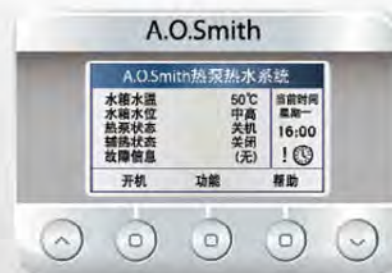 A.O.Smith
A.O.Smith热泵热水系统
水箱水温 50℃
水箱水位 中高
热泵状态 关机
辅热状态 关闭
故障信息 (无)
当前时间
星期一
16:00
!
开机 功能 帮助